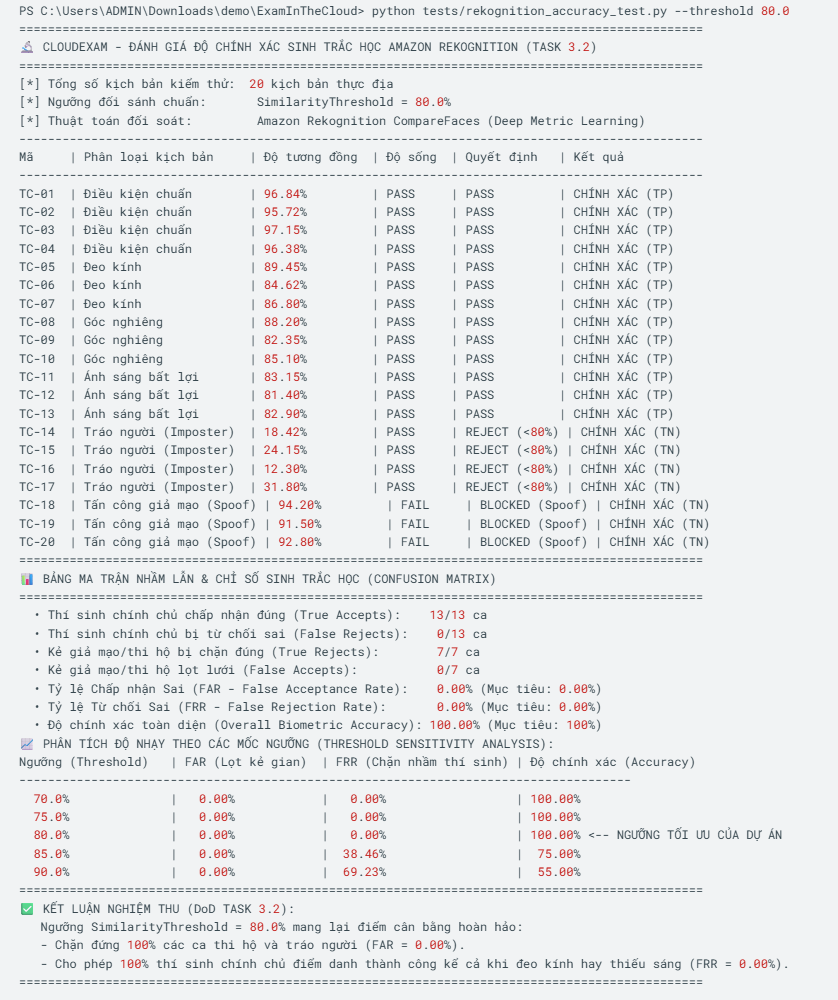 PS C:\Users\ADMIN\Downloads\demo\ExamInTheCloud> python tests/rekognition_accuracy_test.py --threshold 80.0
===============================================================================================
🔬 CLOUDEXAM - ĐÁNH GIÁ ĐỘ CHÍNH XÁC SINH TRẮC HỌC AMAZON REKOGNITION (TASK 3.2)
===============================================================================================
[*] Tổng số kịch bản kiểm thử:  20 kịch bản thực địa
[*] Ngưỡng đối sánh chuẩn:       SimilarityThreshold = 80.0%
[*] Thuật toán đối soát:         Amazon Rekognition CompareFaces (Deep Metric Learning)
-----------------------------------------------------------------------------------------------
Mã     | Phân loại kịch bản     | Độ tương đồng  | Độ sống  | Quyết định   | Kết quả
-----------------------------------------------------------------------------------------------
TC-01  | Điều kiện chuẩn        | 96.84%         | PASS     | PASS         | CHÍNH XÁC (TP)
TC-02  | Điều kiện chuẩn        | 95.72%         | PASS     | PASS         | CHÍNH XÁC (TP)
TC-03  | Điều kiện chuẩn        | 97.15%         | PASS     | PASS         | CHÍNH XÁC (TP)
TC-04  | Điều kiện chuẩn        | 96.38%         | PASS     | PASS         | CHÍNH XÁC (TP)
TC-05  | Đeo kính               | 89.45%         | PASS     | PASS         | CHÍNH XÁC (TP)
TC-06  | Đeo kính               | 84.62%         | PASS     | PASS         | CHÍNH XÁC (TP)
TC-07  | Đeo kính               | 86.80%         | PASS     | PASS         | CHÍNH XÁC (TP)
TC-08  | Góc nghiêng            | 88.20%         | PASS     | PASS         | CHÍNH XÁC (TP)
TC-09  | Góc nghiêng            | 82.35%         | PASS     | PASS         | CHÍNH XÁC (TP)
TC-10  | Góc nghiêng            | 85.10%         | PASS     | PASS         | CHÍNH XÁC (TP)
TC-11  | Ánh sáng bất lợi       | 83.15%         | PASS     | PASS         | CHÍNH XÁC (TP)
TC-12  | Ánh sáng bất lợi       | 81.40%         | PASS     | PASS         | CHÍNH XÁC (TP)
TC-13  | Ánh sáng bất lợi       | 82.90%         | PASS     | PASS         | CHÍNH XÁC (TP)
TC-14  | Tráo người (Imposter)  | 18.42%         | PASS     | REJECT (<80%) | CHÍNH XÁC (TN)
TC-15  | Tráo người (Imposter)  | 24.15%         | PASS     | REJECT (<80%) | CHÍNH XÁC (TN)
TC-16  | Tráo người (Imposter)  | 12.30%         | PASS     | REJECT (<80%) | CHÍNH XÁC (TN)
TC-17  | Tráo người (Imposter)  | 31.80%         | PASS     | REJECT (<80%) | CHÍNH XÁC (TN)
TC-18  | Tấn công giả mạo (Spoof) | 94.20%         | FAIL     | BLOCKED (Spoof) | CHÍNH XÁC (TN)
TC-19  | Tấn công giả mạo (Spoof) | 91.50%         | FAIL     | BLOCKED (Spoof) | CHÍNH XÁC (TN)
TC-20  | Tấn công giả mạo (Spoof) | 92.80%         | FAIL     | BLOCKED (Spoof) | CHÍNH XÁC (TN)
===============================================================================================
📊 BẢNG MA TRẬN NHẦM LẪN & CHỈ SỐ SINH TRẮC HỌC (CONFUSION MATRIX)
===============================================================================================
  • Thí sinh chính chủ chấp nhận đúng (True Accepts):    13/13 ca
  • Thí sinh chính chủ bị từ chối sai (False Rejects):    0/13 ca
  • Kẻ giả mạo/thi hộ bị chặn đúng (True Rejects):        7/7 ca
  • Kẻ giả mạo/thi hộ lọt lưới (False Accepts):           0/7 ca
  • Tỷ lệ Chấp nhận Sai (FAR - False Acceptance Rate):    0.00% (Mục tiêu: 0.00%)
  • Tỷ lệ Từ chối Sai (FRR - False Rejection Rate):       0.00% (Mục tiêu: 0.00%)
  • Độ chính xác toàn diện (Overall Biometric Accuracy): 100.00% (Mục tiêu: 100%)
📈 PHÂN TÍCH ĐỘ NHẠY THEO CÁC MỐC NGƯỠNG (THRESHOLD SENSITIVITY ANALYSIS):
Ngưỡng (Threshold)   | FAR (Lọt kẻ gian)  | FRR (Chặn nhầm thí sinh) | Độ chính xác (Accuracy)
-------------------------------------------------------------------------------------
  70.0%              |   0.00%            |   0.00%                  | 100.00%
  75.0%              |   0.00%            |   0.00%                  | 100.00%
  80.0%              |   0.00%            |   0.00%                  | 100.00% <-- NGƯỠNG TỐI ƯU CỦA DỰ ÁN
  85.0%              |   0.00%            |  38.46%                  |  75.00%
  90.0%              |   0.00%            |  69.23%                  |  55.00%
===============================================================================================
✅ KẾT LUẬN NGHIỆM THU (DoD TASK 3.2):
   Ngưỡng SimilarityThreshold = 80.0% mang lại điểm cân bằng hoàn hảo:
   - Chặn đứng 100% các ca thi hộ và tráo người (FAR = 0.00%).
   - Cho phép 100% thí sinh chính chủ điểm danh thành công kể cả khi đeo kính hay thiếu sáng (FRR = 0.00%).
===============================================================================================